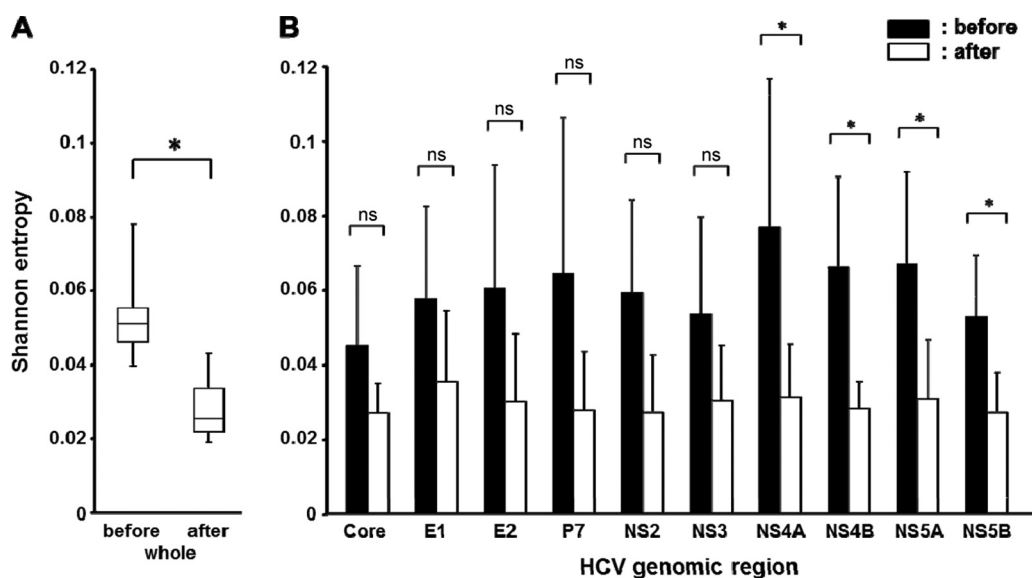 A
0.12
0.1
0.08
0.06
0.04
0.02
0
Shannon entropy
*
before after
whole
B
: before
: after
0.12
0.1
0.08
0.06
0.04
0.02
0
ns
ns
ns
ns
ns
ns
*
*
*
*
Core E1 E2 P7 NS2 NS3 NS4A NS4B NS5A NS5B
HCV genomic region